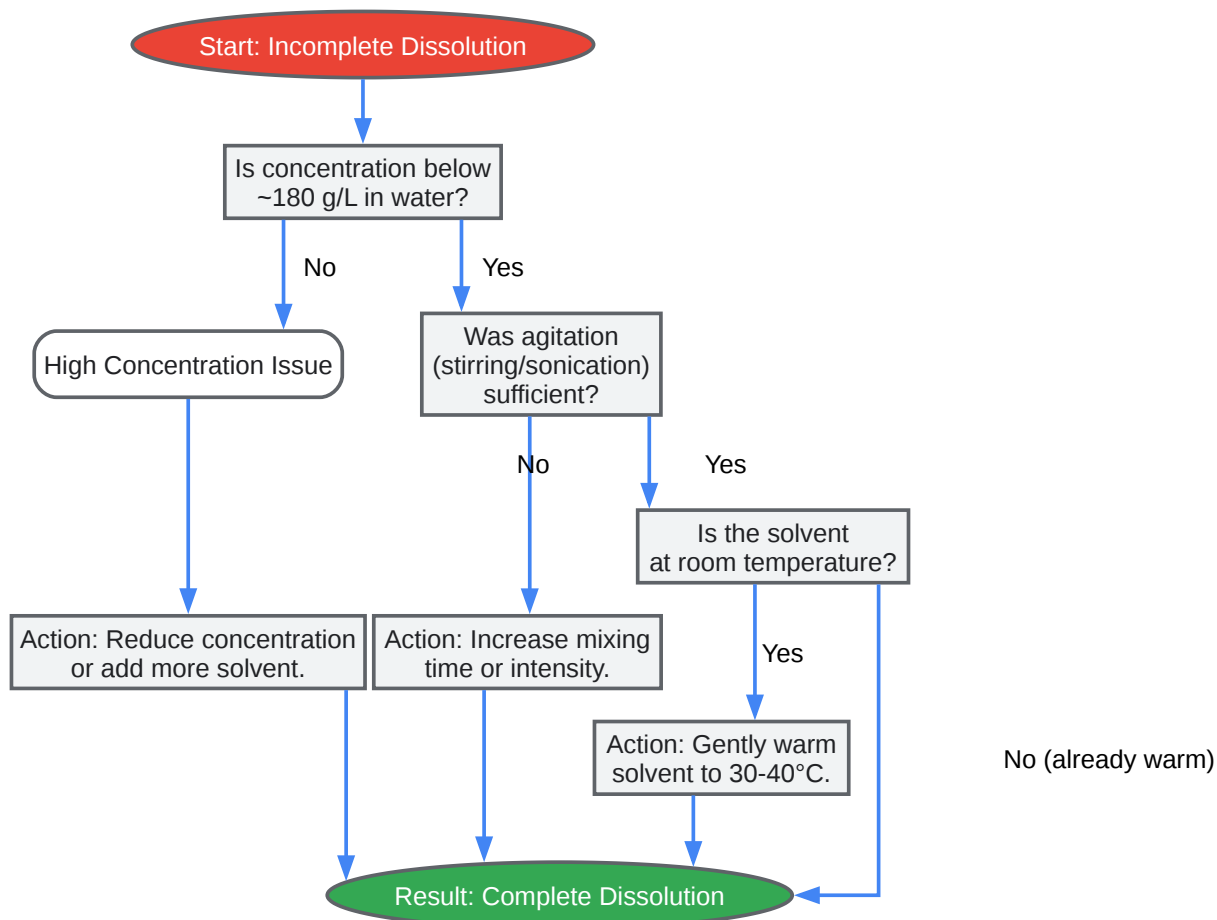 Start: Incomplete Dissolution
Is concentration below
~180 g/L in water?
No
Yes
High Concentration Issue
Was agitation
(stirring/sonication)
sufficient?
No
Yes
Is the solvent
at room temperature?
Action: Reduce concentration
or add more solvent.
Action: Increase mixing
time or intensity.
Yes
Action: Gently warm
solvent to 30-40°C.
No (already warm)
Result: Complete Dissolution